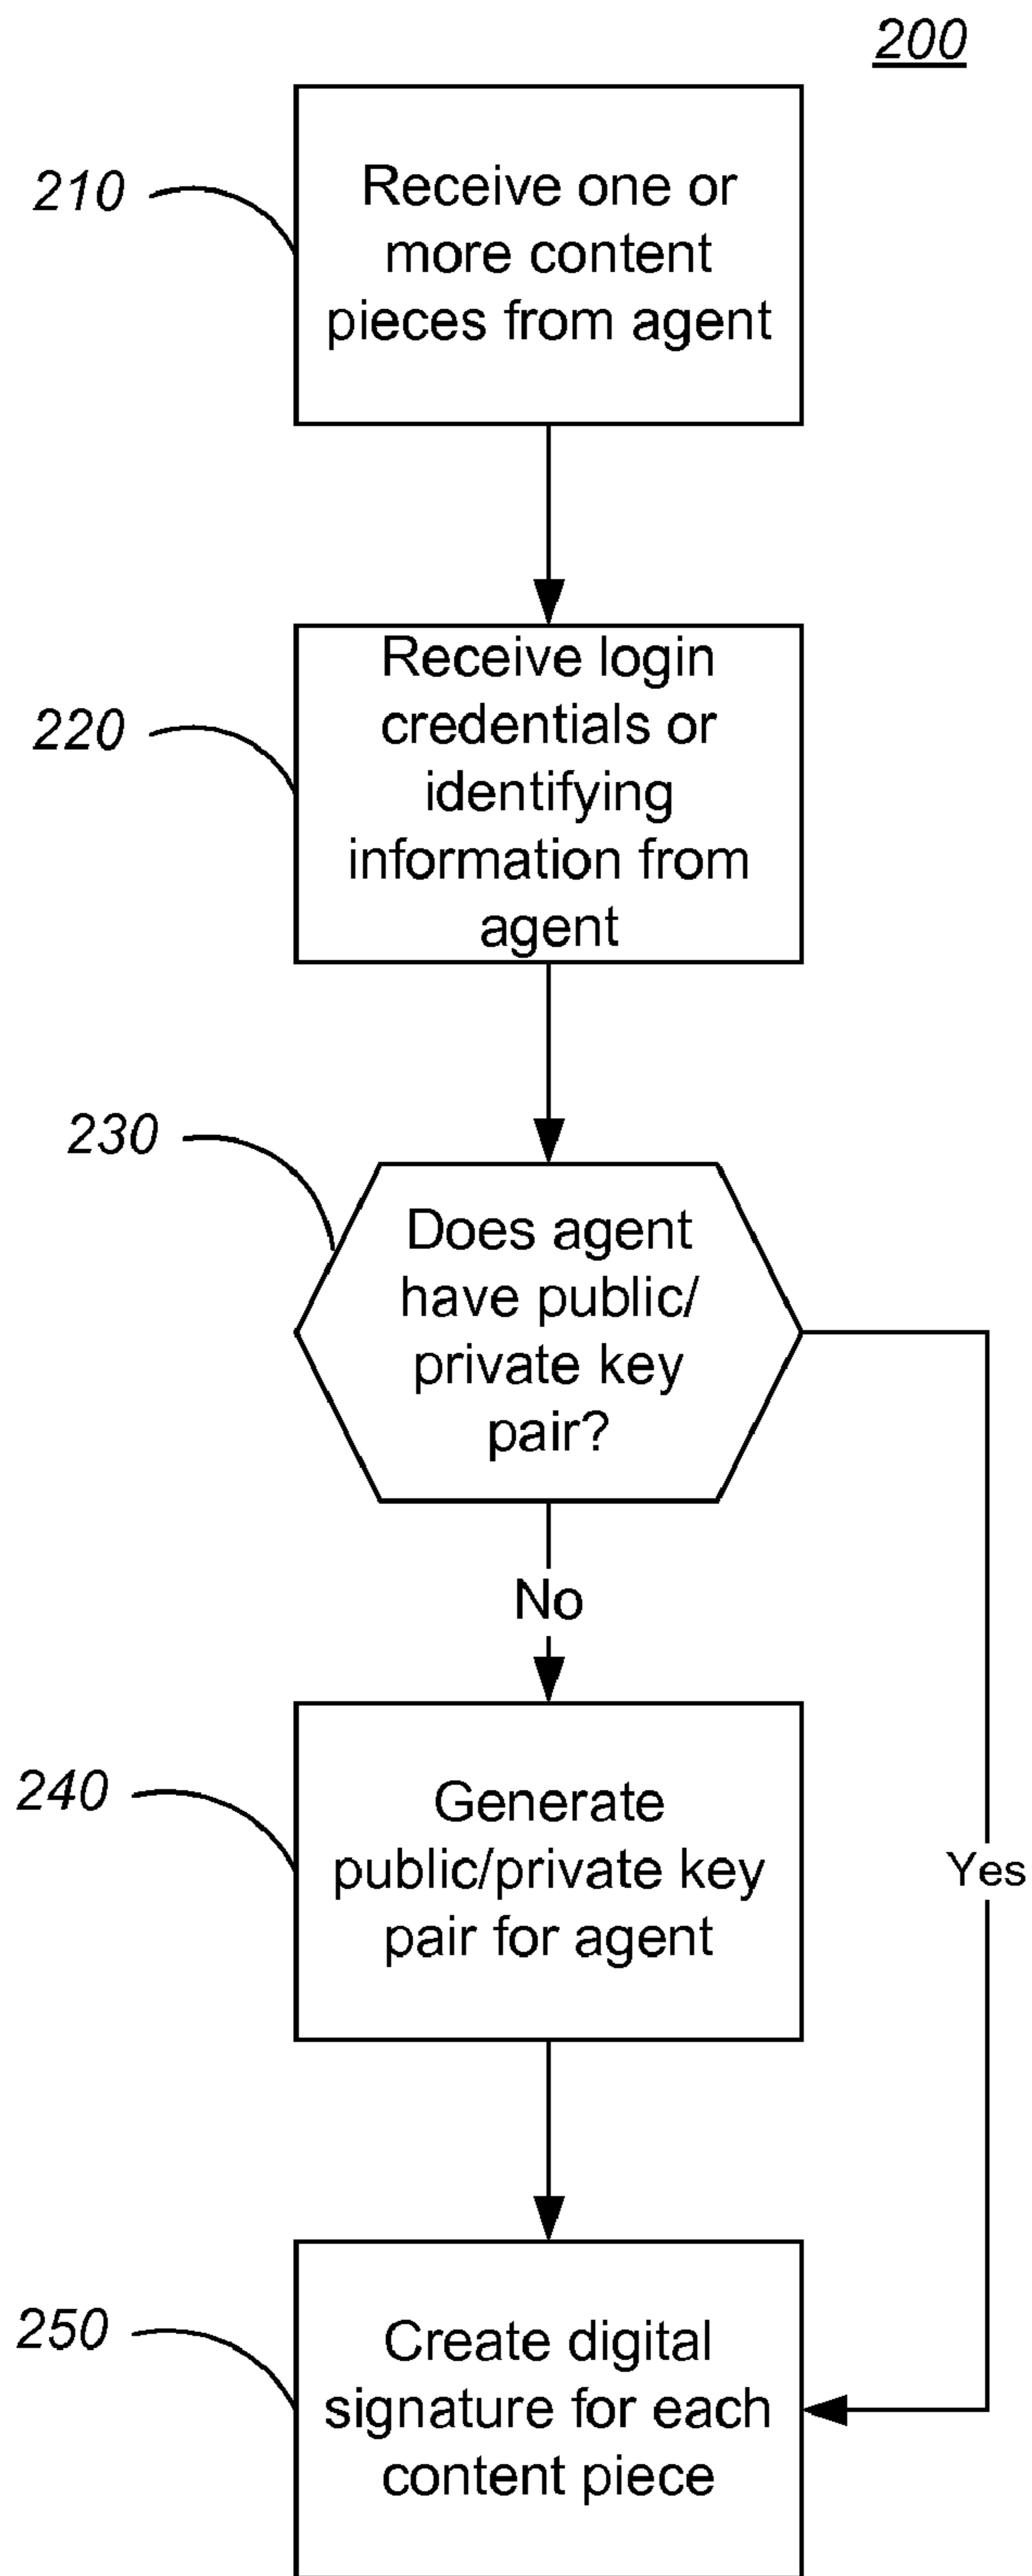 200
210
Receive one or
more content
pieces from agent
220
Receive login
credentials or
identifying
information from
agent
230
Does agent
have public/
private key
pair?
No
240
Generate
public/private key
pair for agent
Yes
250
Create digital
signature for each
content piece